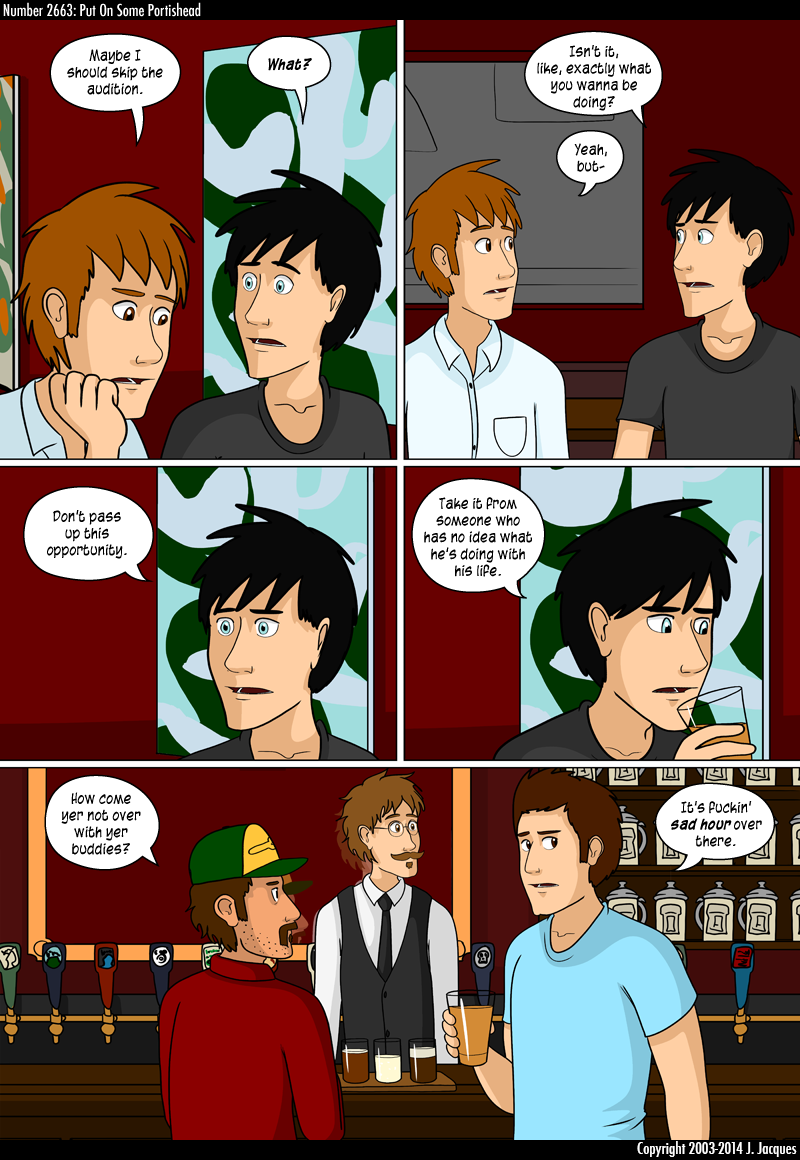 Number 2663: Put On Some Portishead
Maybe I
should skip the
audition.
What?
Isn't it,
like, exactly what
you wanna be
doing?
Yeah,
but-
Don't pass
up this
opportunity.
Take it from
someone who
has no idea what
he's doing with
his life.
How come
yer not over
with yer
buddies?
It's fuckin'
sad hour over
there.
Copyright 2003-2014 J. Jacques